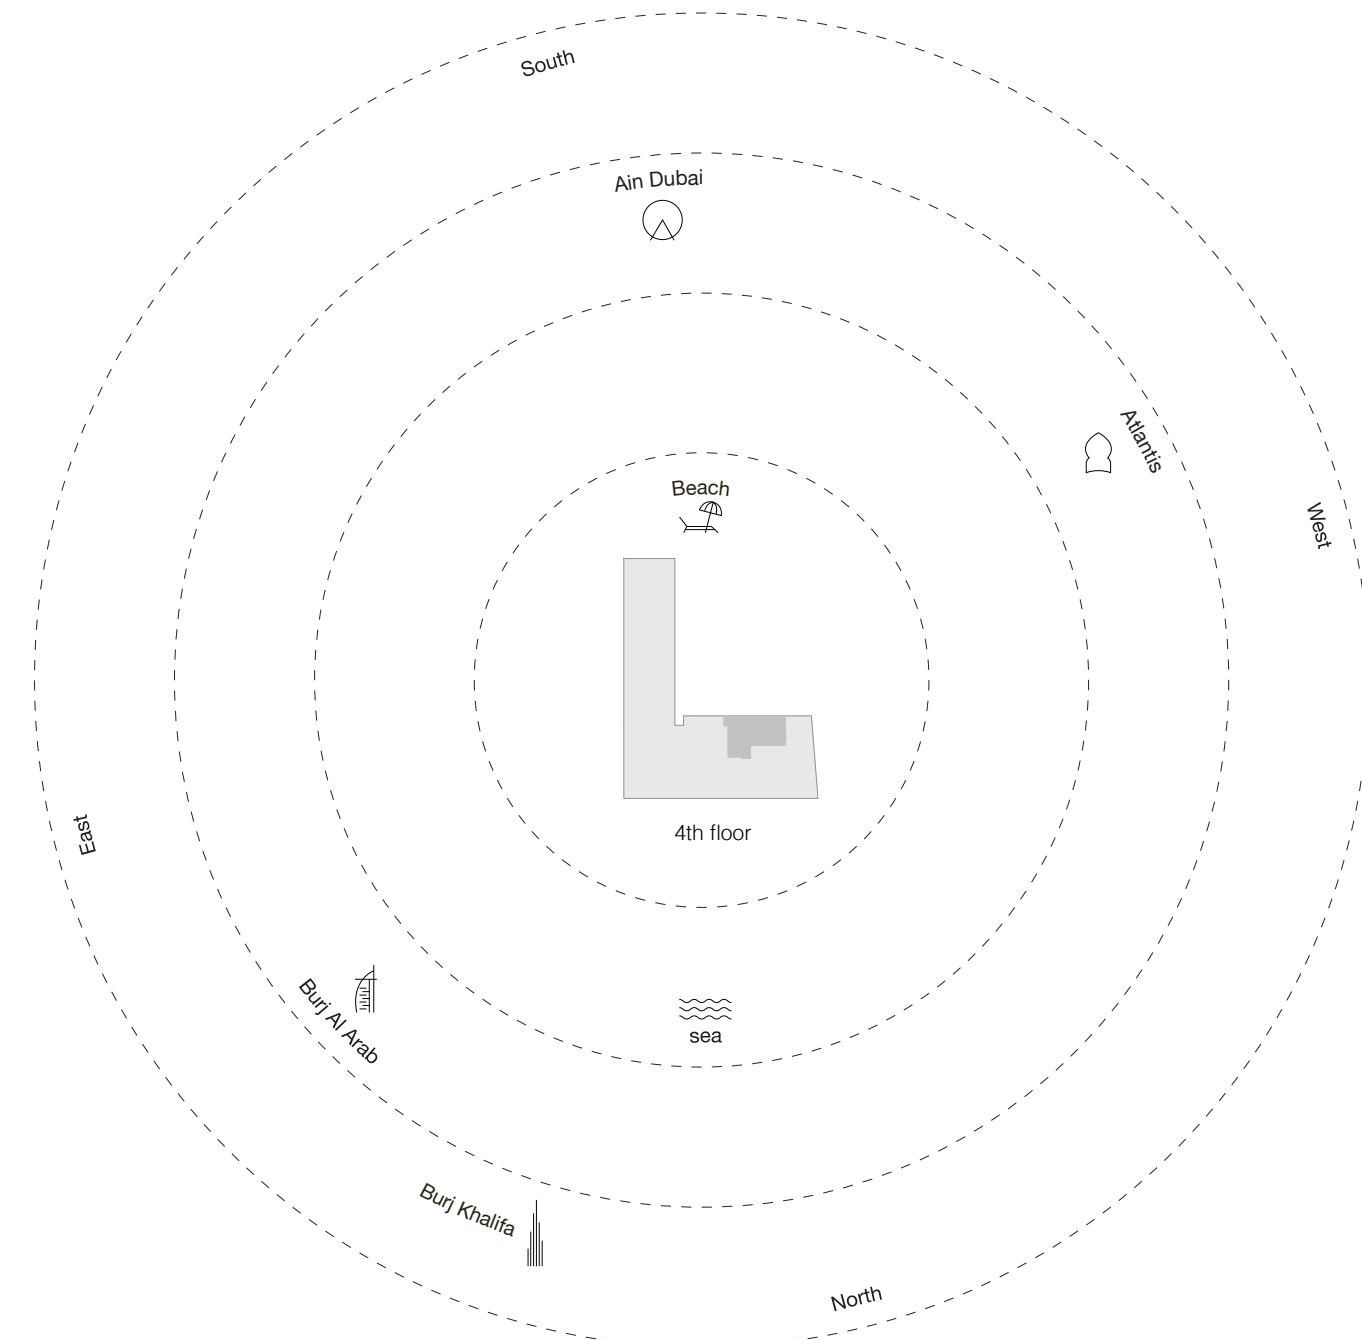 South
Ain Dubai
Atlantis
Beach
West
4th floor
East
Burj Al Arab
sea
Burj Khalifa
North